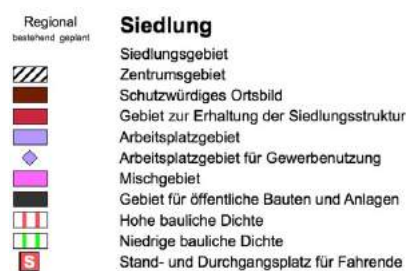 Regional
bestehend geplant
Siedlung
Siedlungsgebiet
Zentrumsgebiet
Schutzwürdiges Ortsbild
Gebiet zur Erhaltung der Siedlungsstruktur
Arbeitsplatzgebiet
Arbeitsplatzgebiet für Gewerbenutzung
Mischgebiet
Gebiet für öffentliche Bauten und Anlagen
Hohe bauliche Dichte
Niedrige bauliche Dichte
S Stand- und Durchgangsplatz für Fahrende